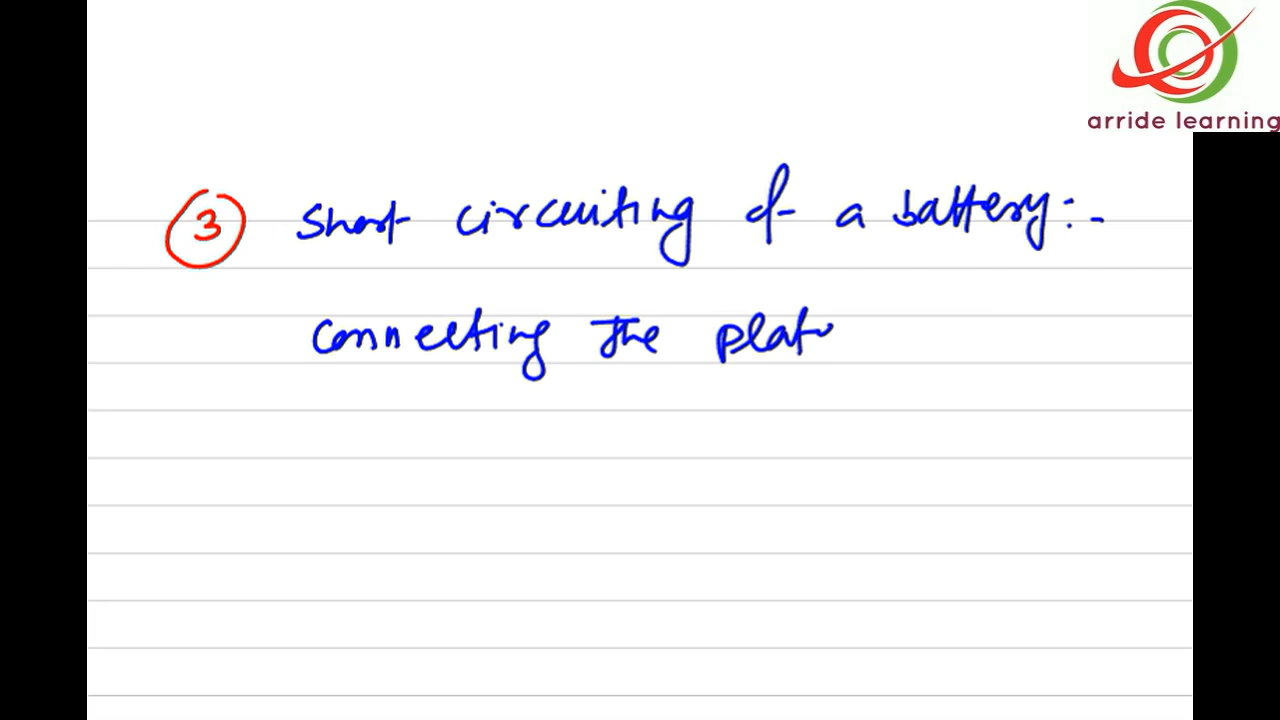 arride learning
3 Short circuiting of a battery:-
Connecting the plat